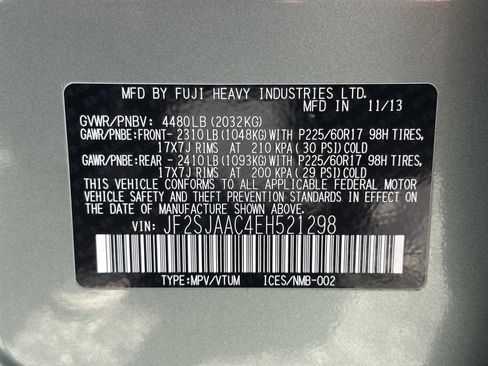 MFD BY FUJI HEAVY INDUSTRIES LTD.
MFD IN 11/13
GVWR/PNBV: 4480LB(2032KG)
GAWR/PNBE:FRONT- 2310LB(1048KG)WITH P225/60R17 98H TIRES,
17X7J RIMS AT 210 KPA( 30 PSI)COLD
GAWR/PNBE:REAR - 2410LB(1093KG)WITH P225/60R17 98H TIRES,
17X7J RIMS AT 200 KPA( 29 PSI)COLD
THIS VEHICLE CONFORMS TO ALL APPLICABLE FEDERAL MOTOR
VEHICLE SAFETY AND THEFT PREVENTION STANDARDS IN EFFECT ON
THE DATE OF MANUFACTURE SHOWN ABOVE.
VIN: JF2SJAAC4EH521298
TYPE:MPV/VTUM ICES/NMB-002